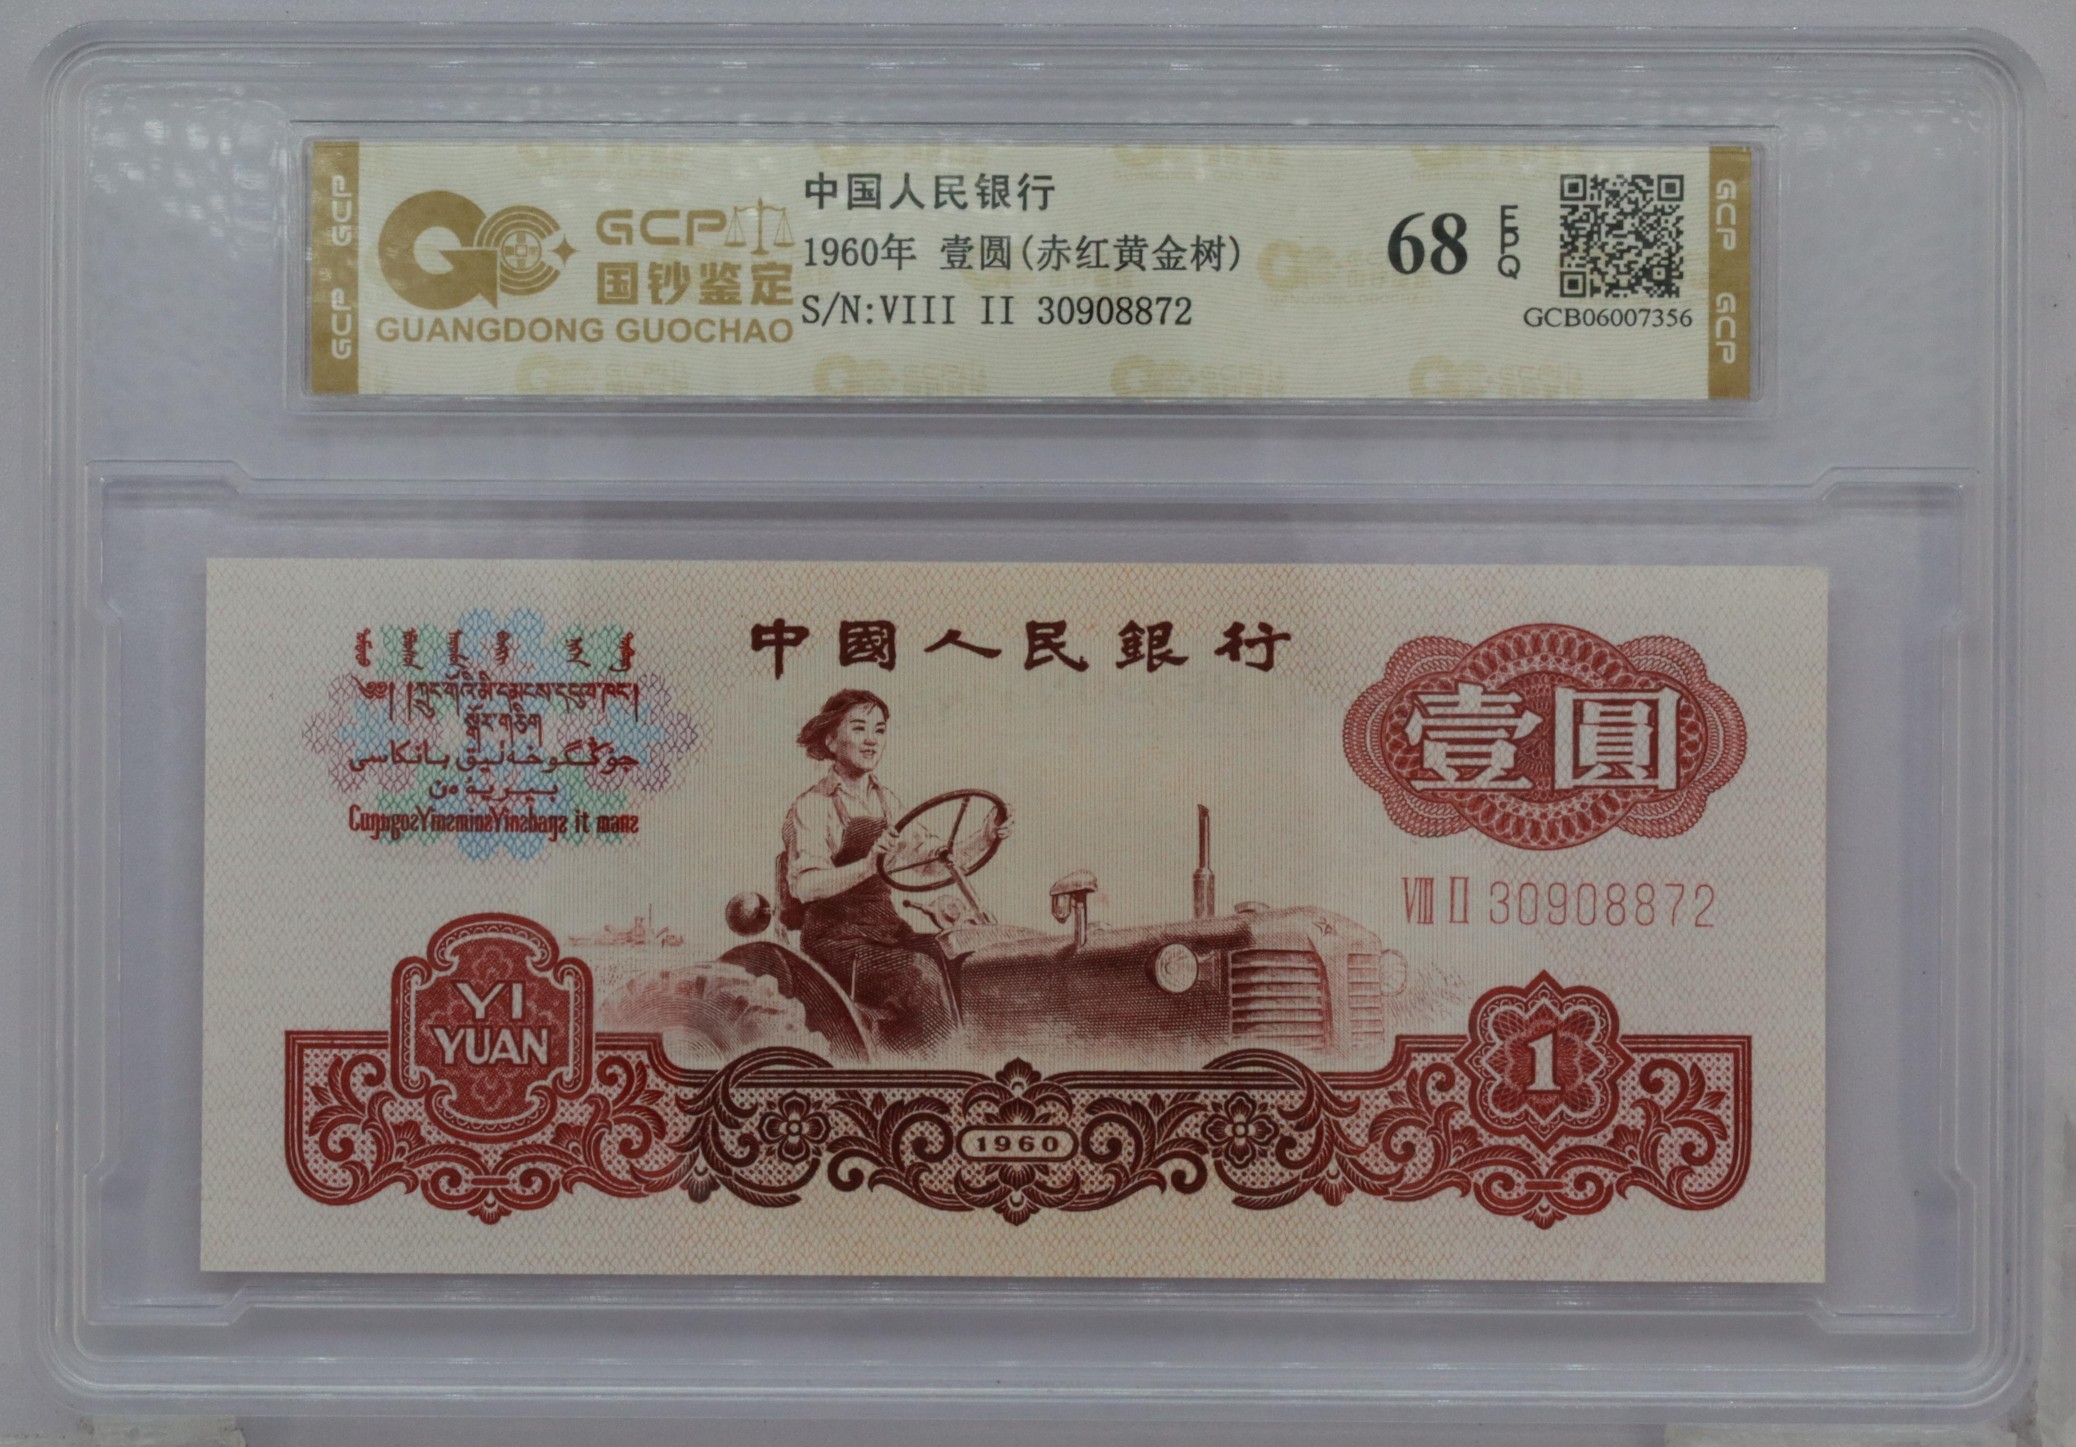 GCP GCP
GCP
国钞鉴定
GUANGDONG GUOCHAO
中国人民银行
1960年 壹圆(赤红黄金树)
S/N:VIII II 30908872
68
EPQ
GCB06007356
GCP GCP
中國人民銀行
壹圓
VIII II 30908872
YI
YUAN
1960
1